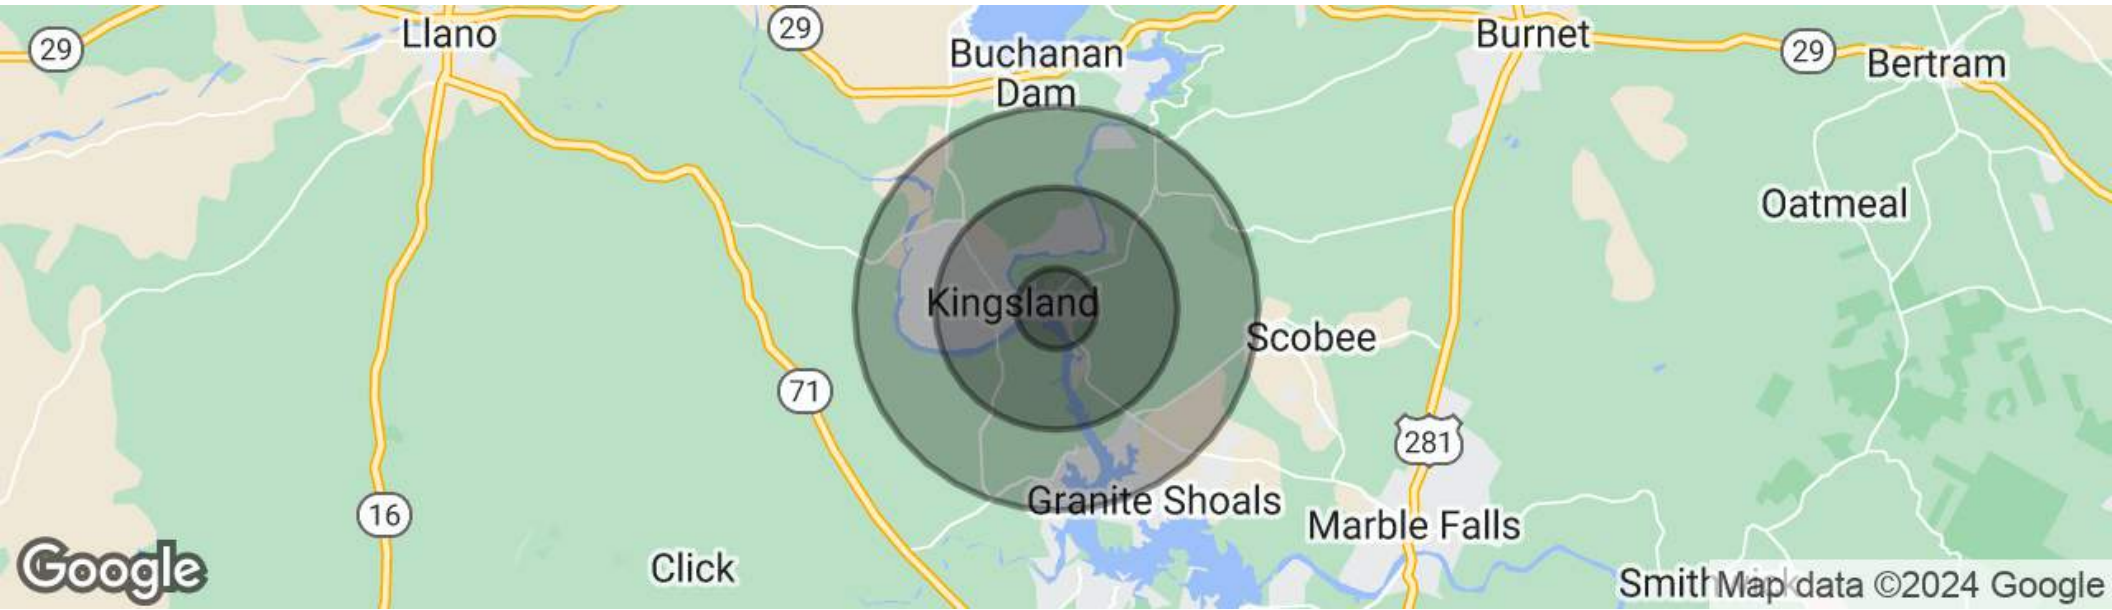 Llano
29
29
Buchanan
Dam
Burnet
29
Bertram
Oatmeal
Kingsland
Scobee
71
281
16
Granite Shoals
Marble Falls
Click
Google
Map data ©2024 Google